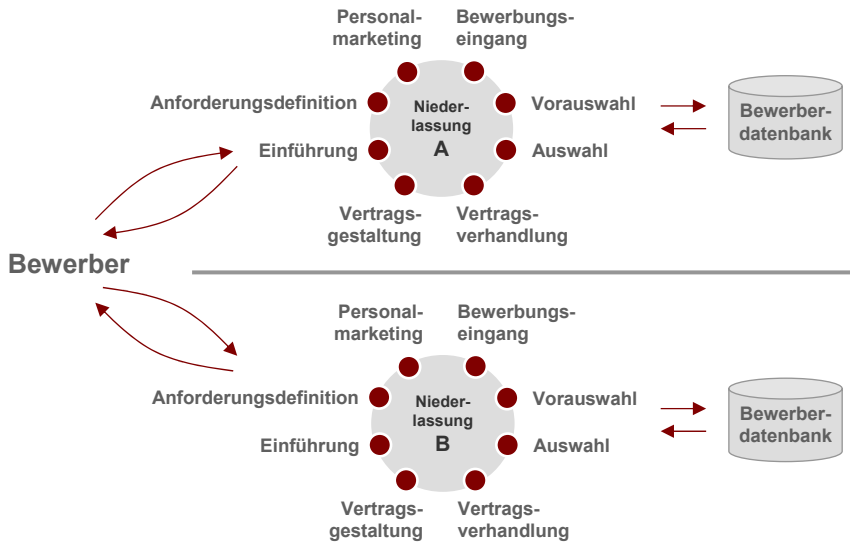 Personal-
marketing
Bewerbungs-
eingang
Anforderungsdefinition
Nieder-
lassung
A
Vorauswahl
Bewerber-
datenbank
Einführung
Auswahl
Vertrags-
gestaltung
Vertrags-
verhandlung
Bewerber
Personal-
marketing
Bewerbungs-
eingang
Anforderungsdefinition
Nieder-
lassung
B
Vorauswahl
Bewerber-
datenbank
Einführung
Auswahl
Vertrags-
gestaltung
Vertrags-
verhandlung